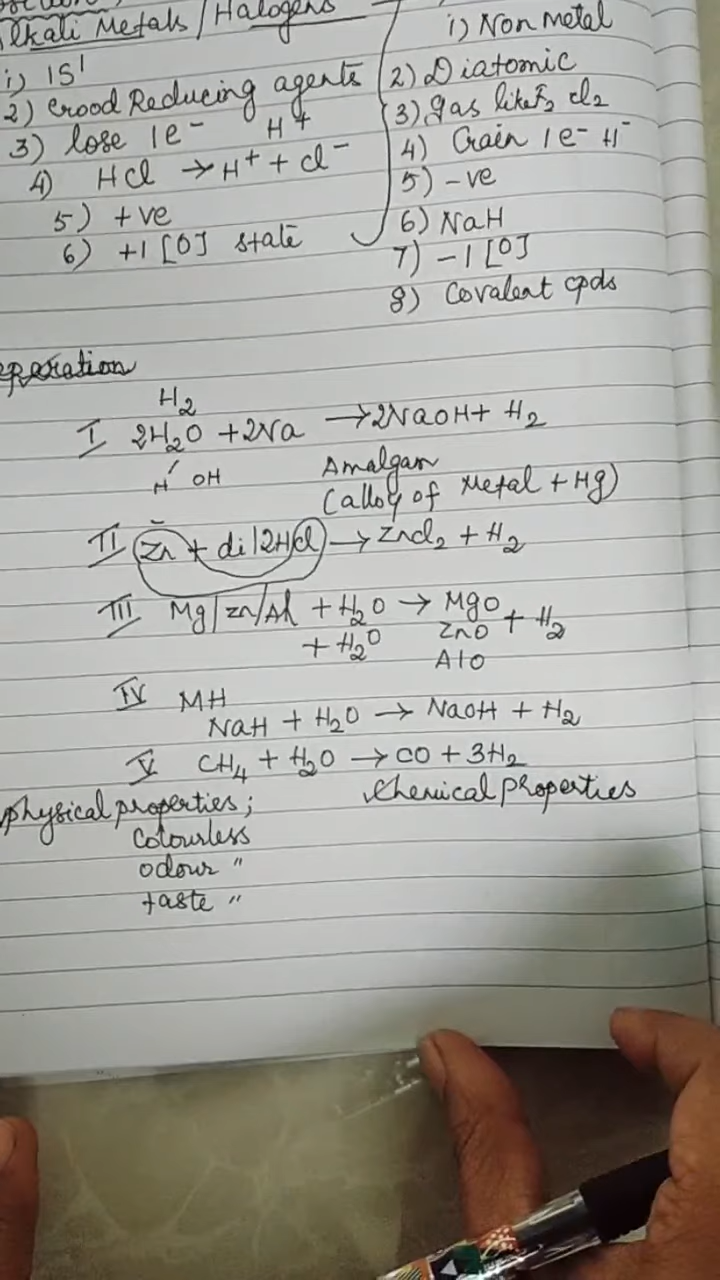 lkali Metals/Halogens
i) 1S¹
2) Good Reducing agents
3) lose 1e⁻ H⁺
4) HCl → H⁺ + Cl⁻
5) +ve
6) +1 [O] state
i) Non metal
2) Diatomic
3) gas like F₂ Cl₂
4) Gain 1e⁻ H⁻
5) -ve
6) NaH
7) -1 [O]
8) Covalent cpds
eparation
H₂
I 2H₂O + 2Na → 2NaOH + H₂
H OH
Amalgam
(alloy of Metal + Hg)
II Zn + dil 2HCl → ZnCl₂ + H₂
III Mg/Zn/Al + H₂O → MgO + H₂
+ H₂O ZnO
AlO
IV MH
NaH + H₂O → NaOH + H₂
V CH₄ + H₂O → CO + 3H₂
physical properties; Chemical properties
Colourless
odour "
taste "